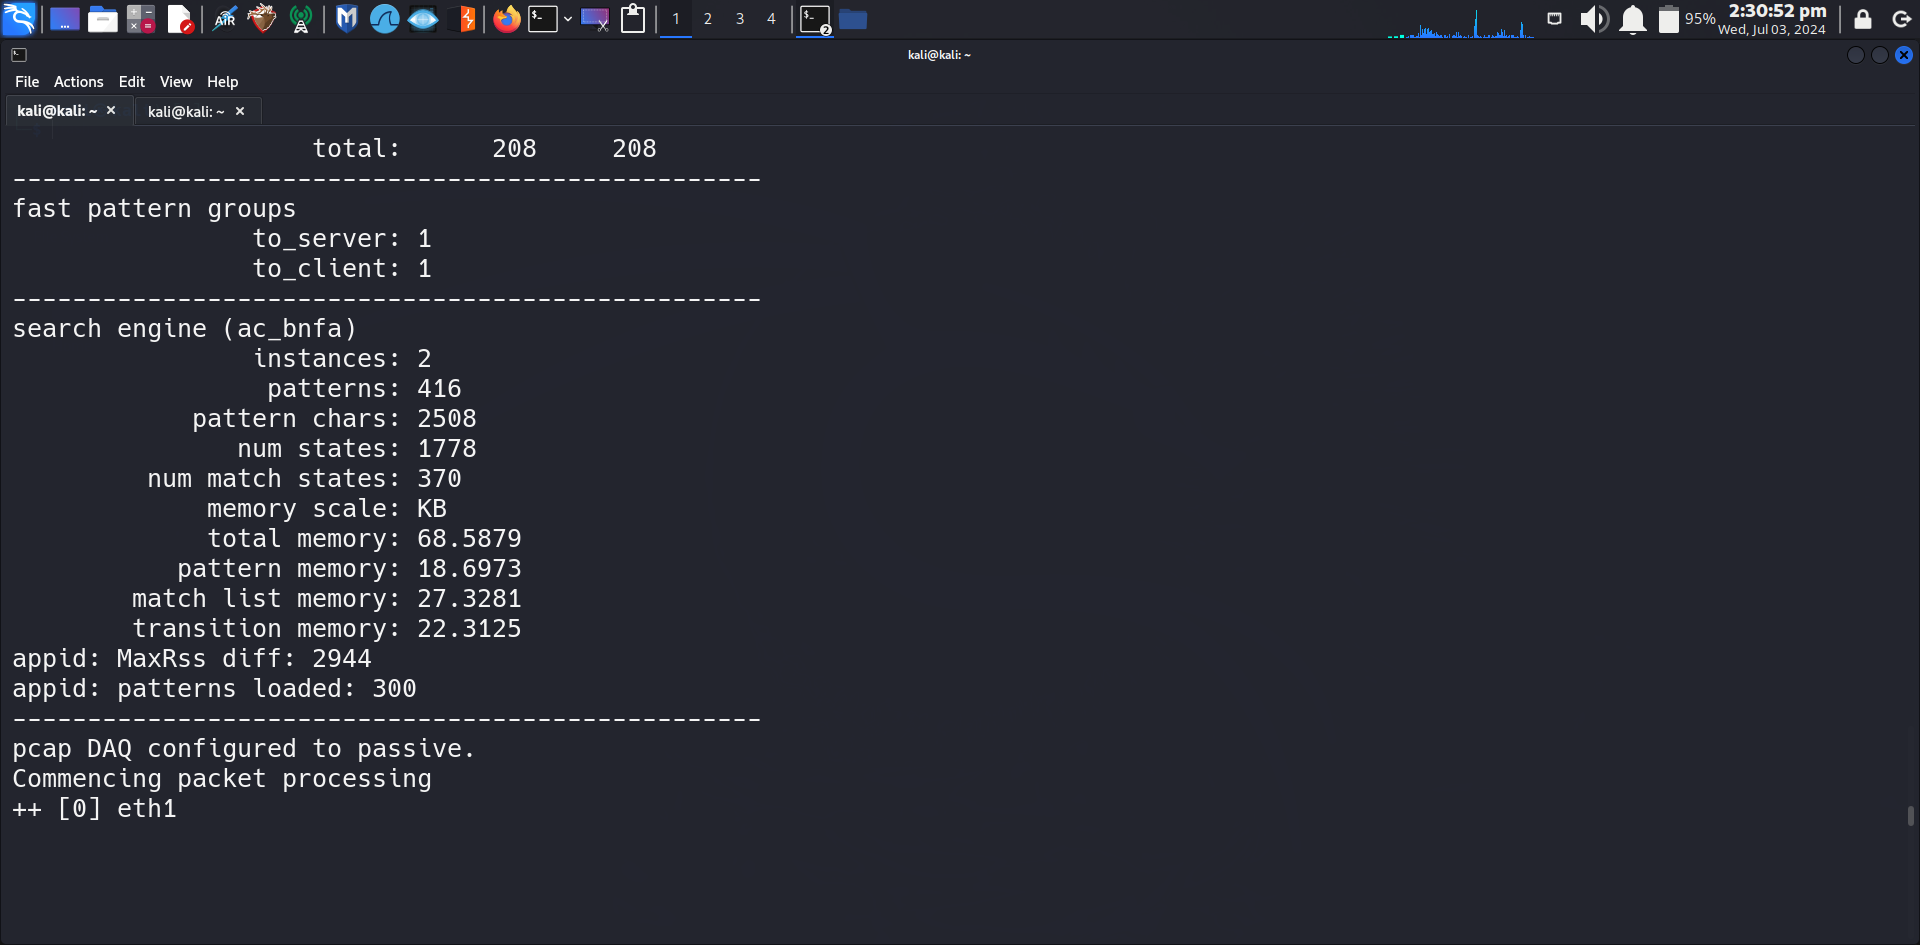 1 2 3 4 95% 2:30:52 pm
Wed, Jul 03, 2024
kali@kali: ~
File Actions Edit View Help
kali@kali: ~ × kali@kali: ~ ×
total: 208 208
--------------------------------------------------
fast pattern groups
to_server: 1
to_client: 1
--------------------------------------------------
search engine (ac_bnfa)
instances: 2
patterns: 416
pattern chars: 2508
num states: 1778
num match states: 370
memory scale: KB
total memory: 68.5879
pattern memory: 18.6973
match list memory: 27.3281
transition memory: 22.3125
appid: MaxRss diff: 2944
appid: patterns loaded: 300
--------------------------------------------------
pcap DAQ configured to passive.
Commencing packet processing
++ [0] eth1